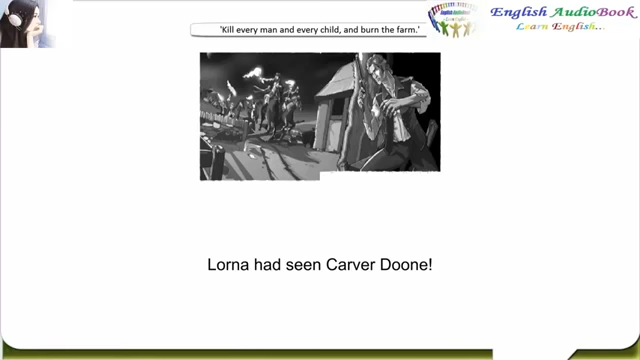 'Kill every man and every child, and burn the farm.'
English AudioBook
Learn English...
Lorna had seen Carver Doone!